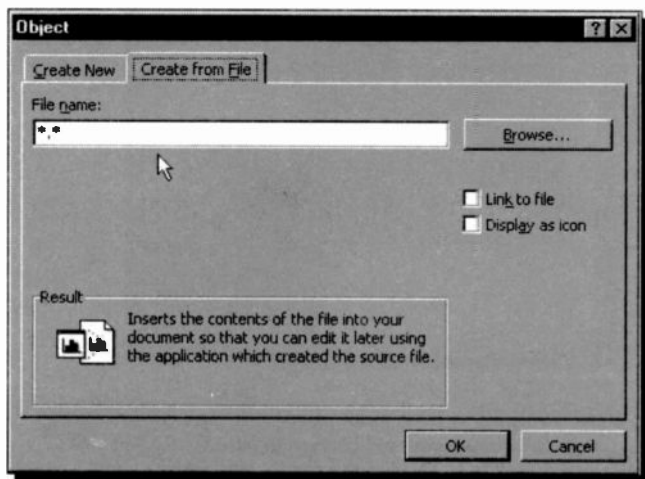 Object
Create New
Create from File
File name:
*.*
Browse...
Link to file
Display as icon
Result
Inserts the contents of the file into your
document so that you can edit it later using
the application which created the source file.
OK
Cancel